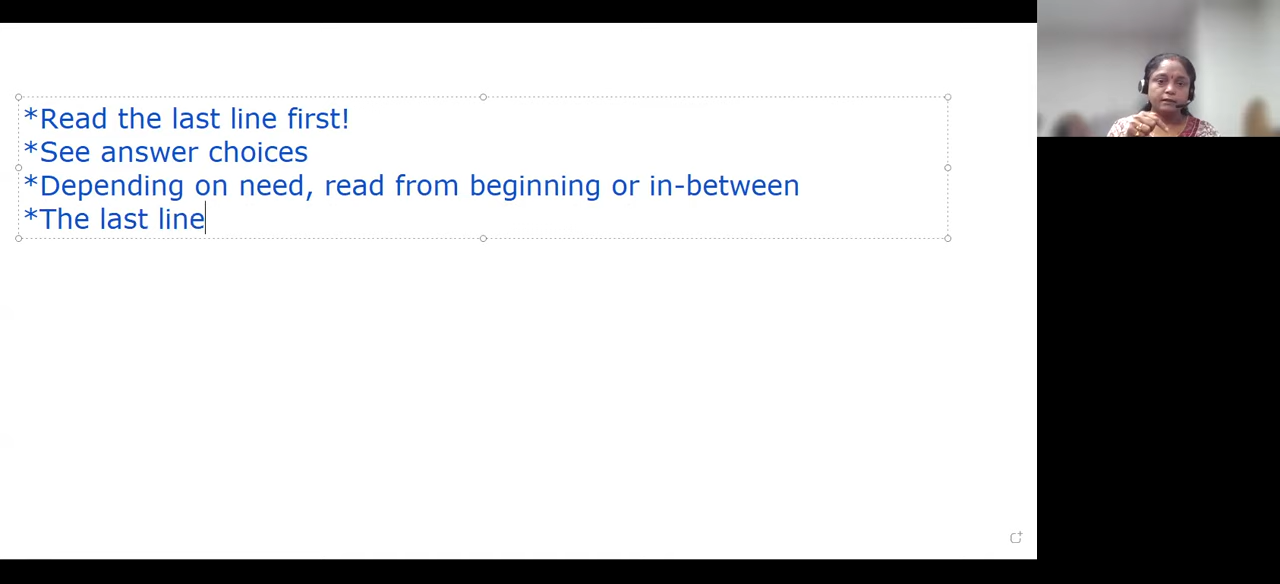 *Read the last line first!
*See answer choices
*Depending on need, read from beginning or in-between
*The last line